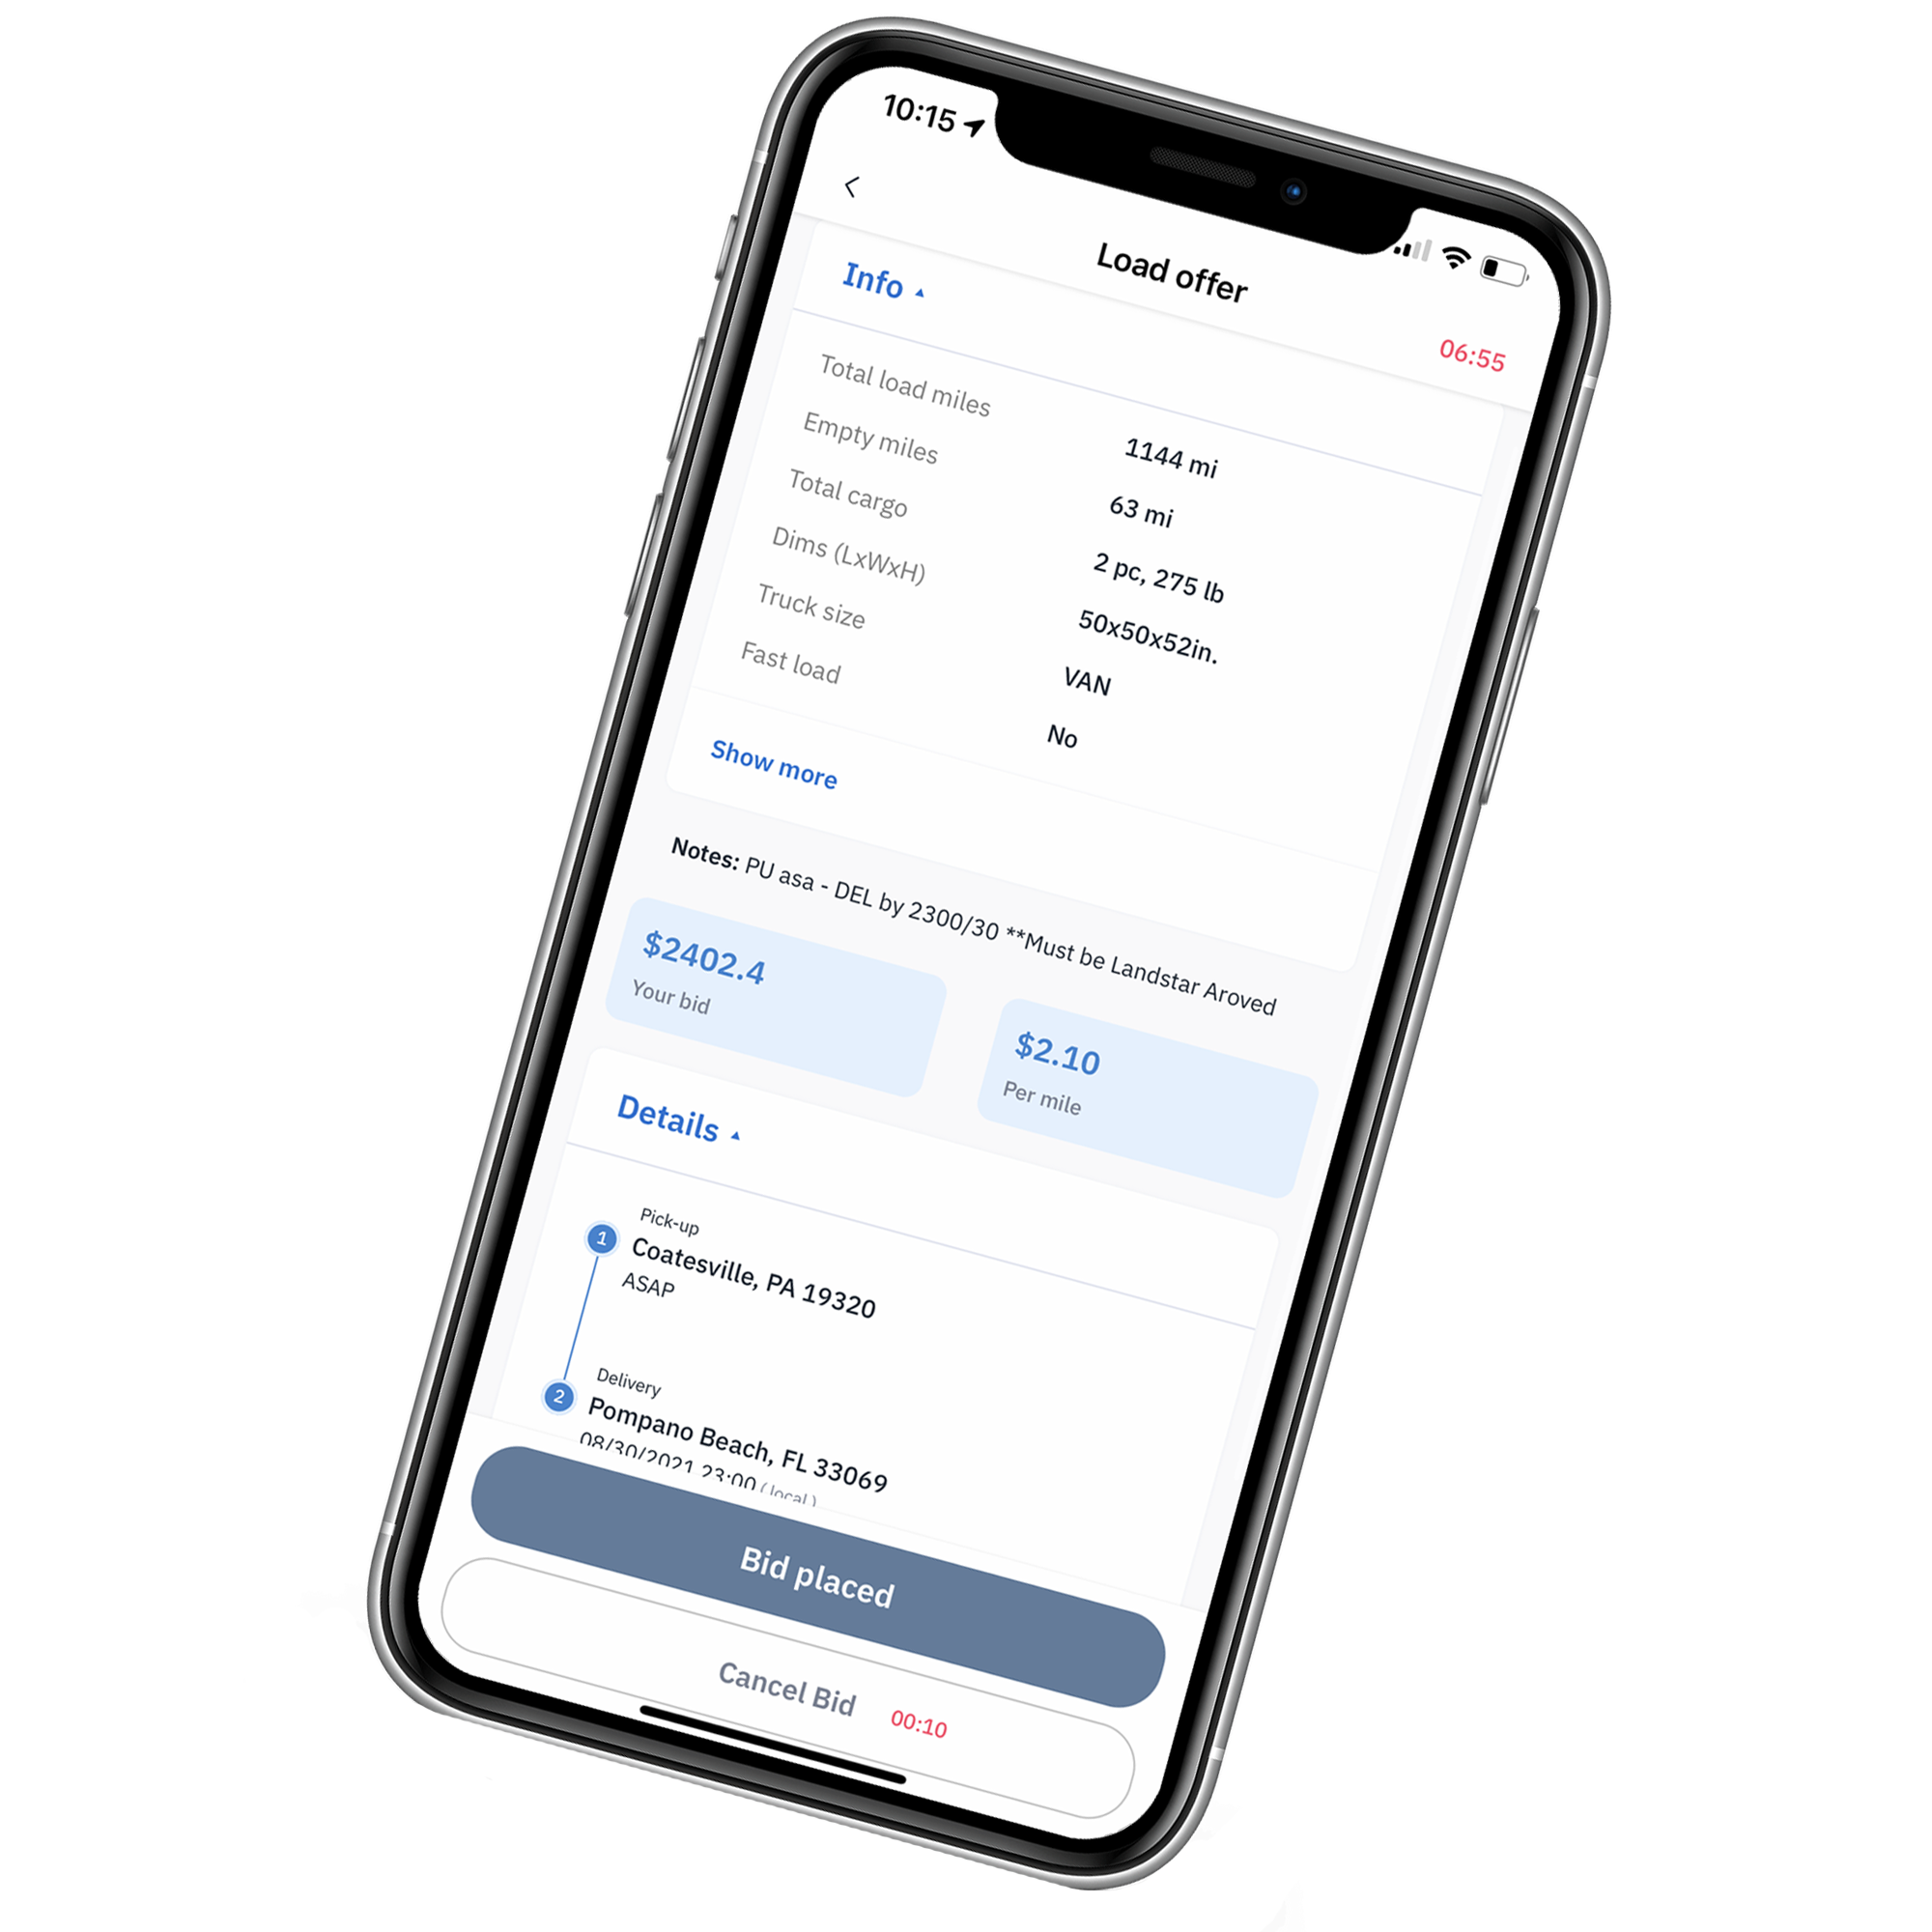 10:15
Load offer
06:55
Info
Total load miles 1144 mi
Empty miles 63 mi
Total cargo 2 pc, 275 lb
Dims (LxWxH) 50x50x52in.
Truck size VAN
Fast load No
Show more
Notes: PU asa - DEL by 2300/30 **Must be Landstar Aroved
$2402.4
Your bid
$2.10
Per mile
Details
1
Pick-up
Coatesville, PA 19320
ASAP
2
Delivery
Pompano Beach, FL 33069
08/30/2021 23:00 (local)
Bid placed
Cancel Bid 00:10